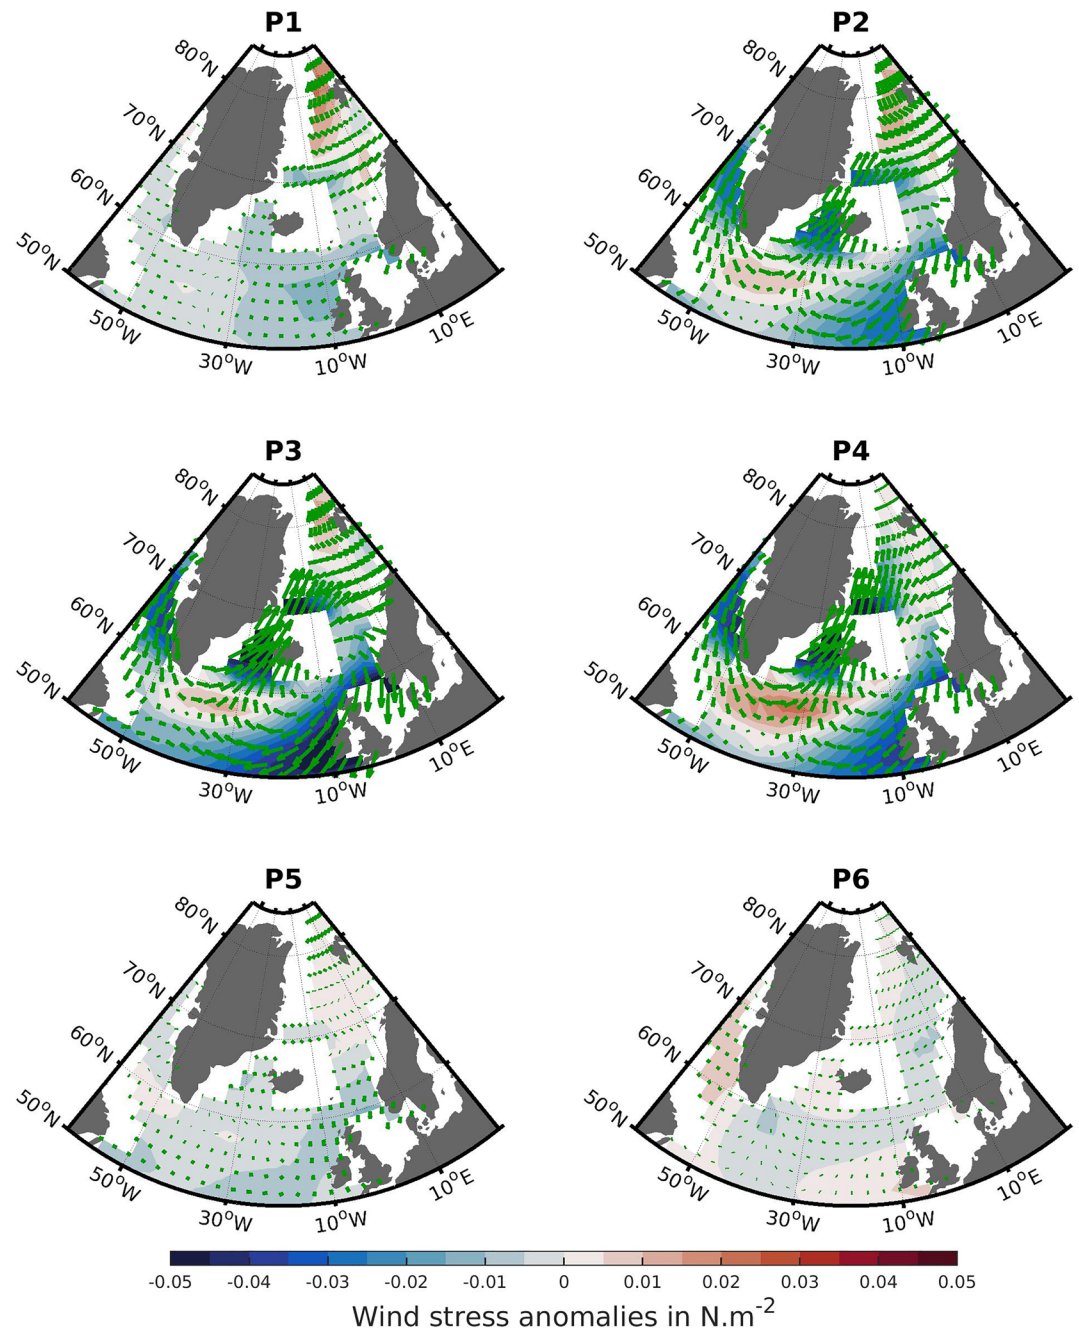 P1 P2
80°N 80°N
70°N 70°N
60°N 60°N
50°N 50°N
50°W 30°W 10°W 10°E 50°W 30°W 10°W 10°E
P3 P4
80°N 80°N
70°N 70°N
60°N 60°N
50°N 50°N
50°W 30°W 10°W 10°E 50°W 30°W 10°W 10°E
P5 P6
80°N 80°N
70°N 70°N
60°N 60°N
50°N 50°N
50°W 30°W 10°W 10°E 50°W 30°W 10°W 10°E
-0.05 -0.04 -0.03 -0.02 -0.01 0 0.01 0.02 0.03 0.04 0.05
Wind stress anomalies in N.m⁻²